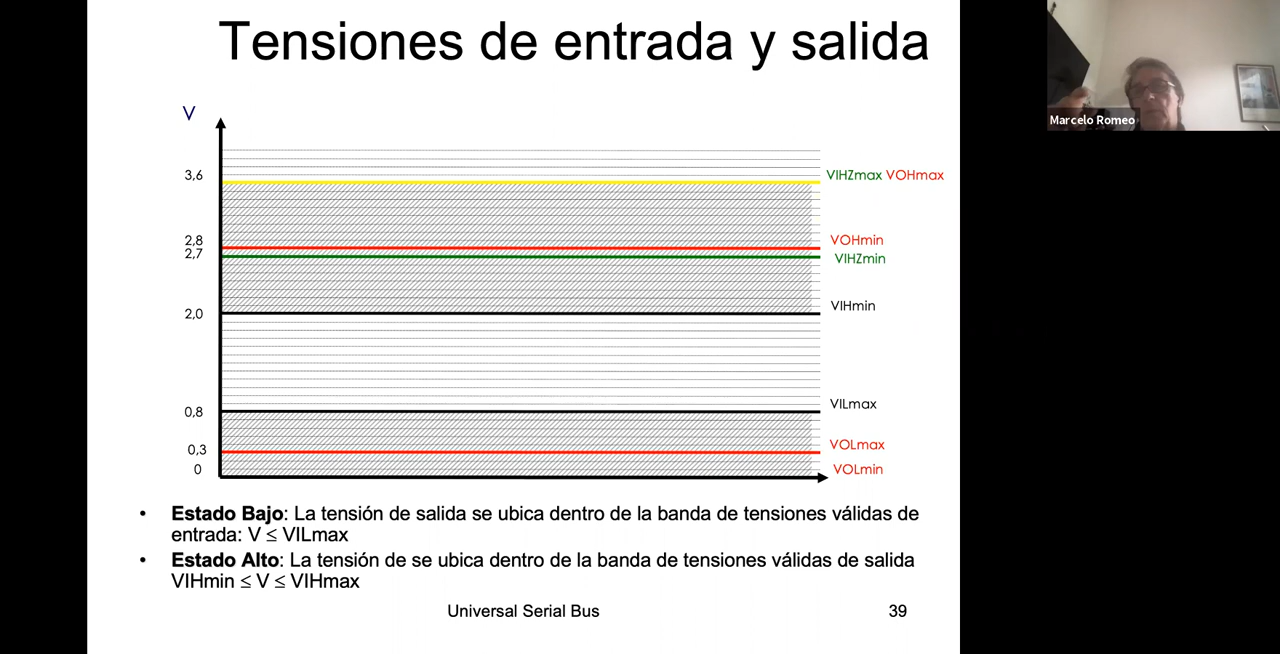 Tensiones de entrada y salida
Marcelo Romeo
V
3,6
VIHZmax VOHmax
2,8
VOHmin
2,7
VIHZmin
2,0
VIHmin
0,8
VILmax
0,3
VOLmax
0
VOLmin
• Estado Bajo: La tensión de salida se ubica dentro de la banda de tensiones válidas de
entrada: V ≤ VILmax
• Estado Alto: La tensión de se ubica dentro de la banda de tensiones válidas de salida
VIHmin ≤ V ≤ VIHmax
Universal Serial Bus
39